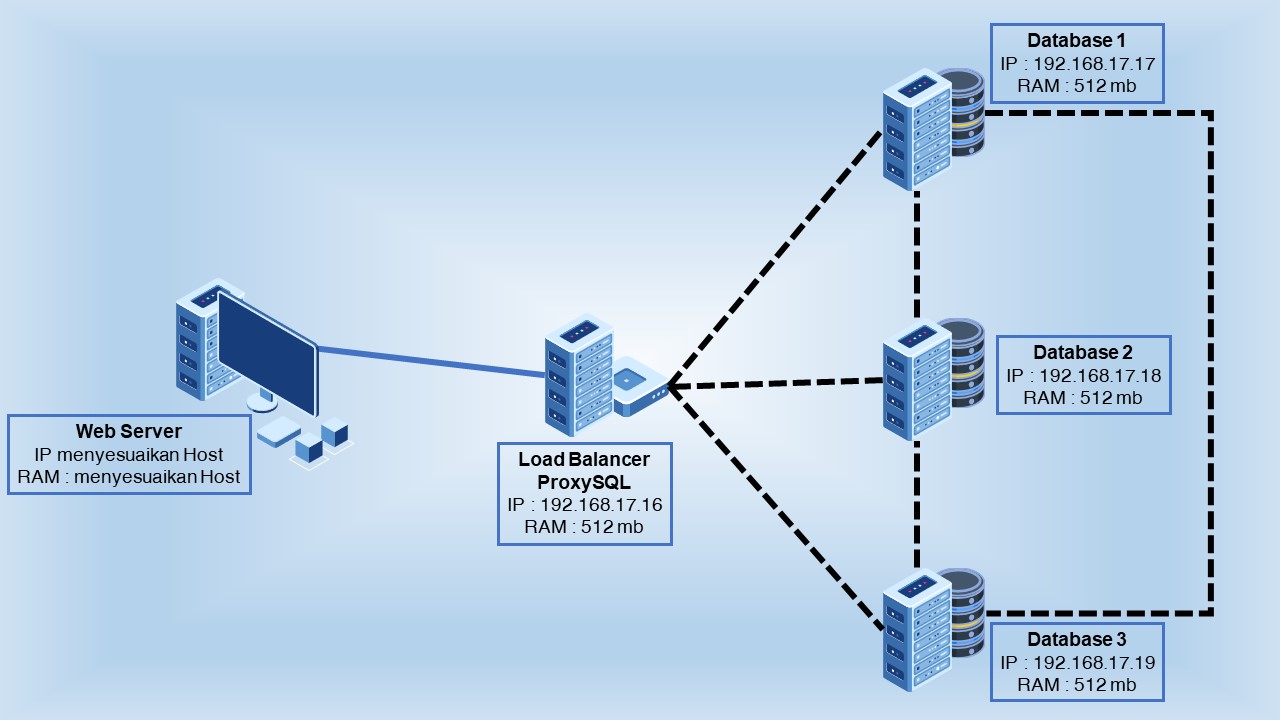 Database 1
IP : 192.168.17.17
RAM : 512 mb
Database 2
IP : 192.168.17.18
RAM : 512 mb
Web Server
IP menyesuaikan Host
RAM : menyesuaikan Host
Load Balancer
ProxySQL
IP : 192.168.17.16
RAM : 512 mb
Database 3
IP : 192.168.17.19
RAM : 512 mb